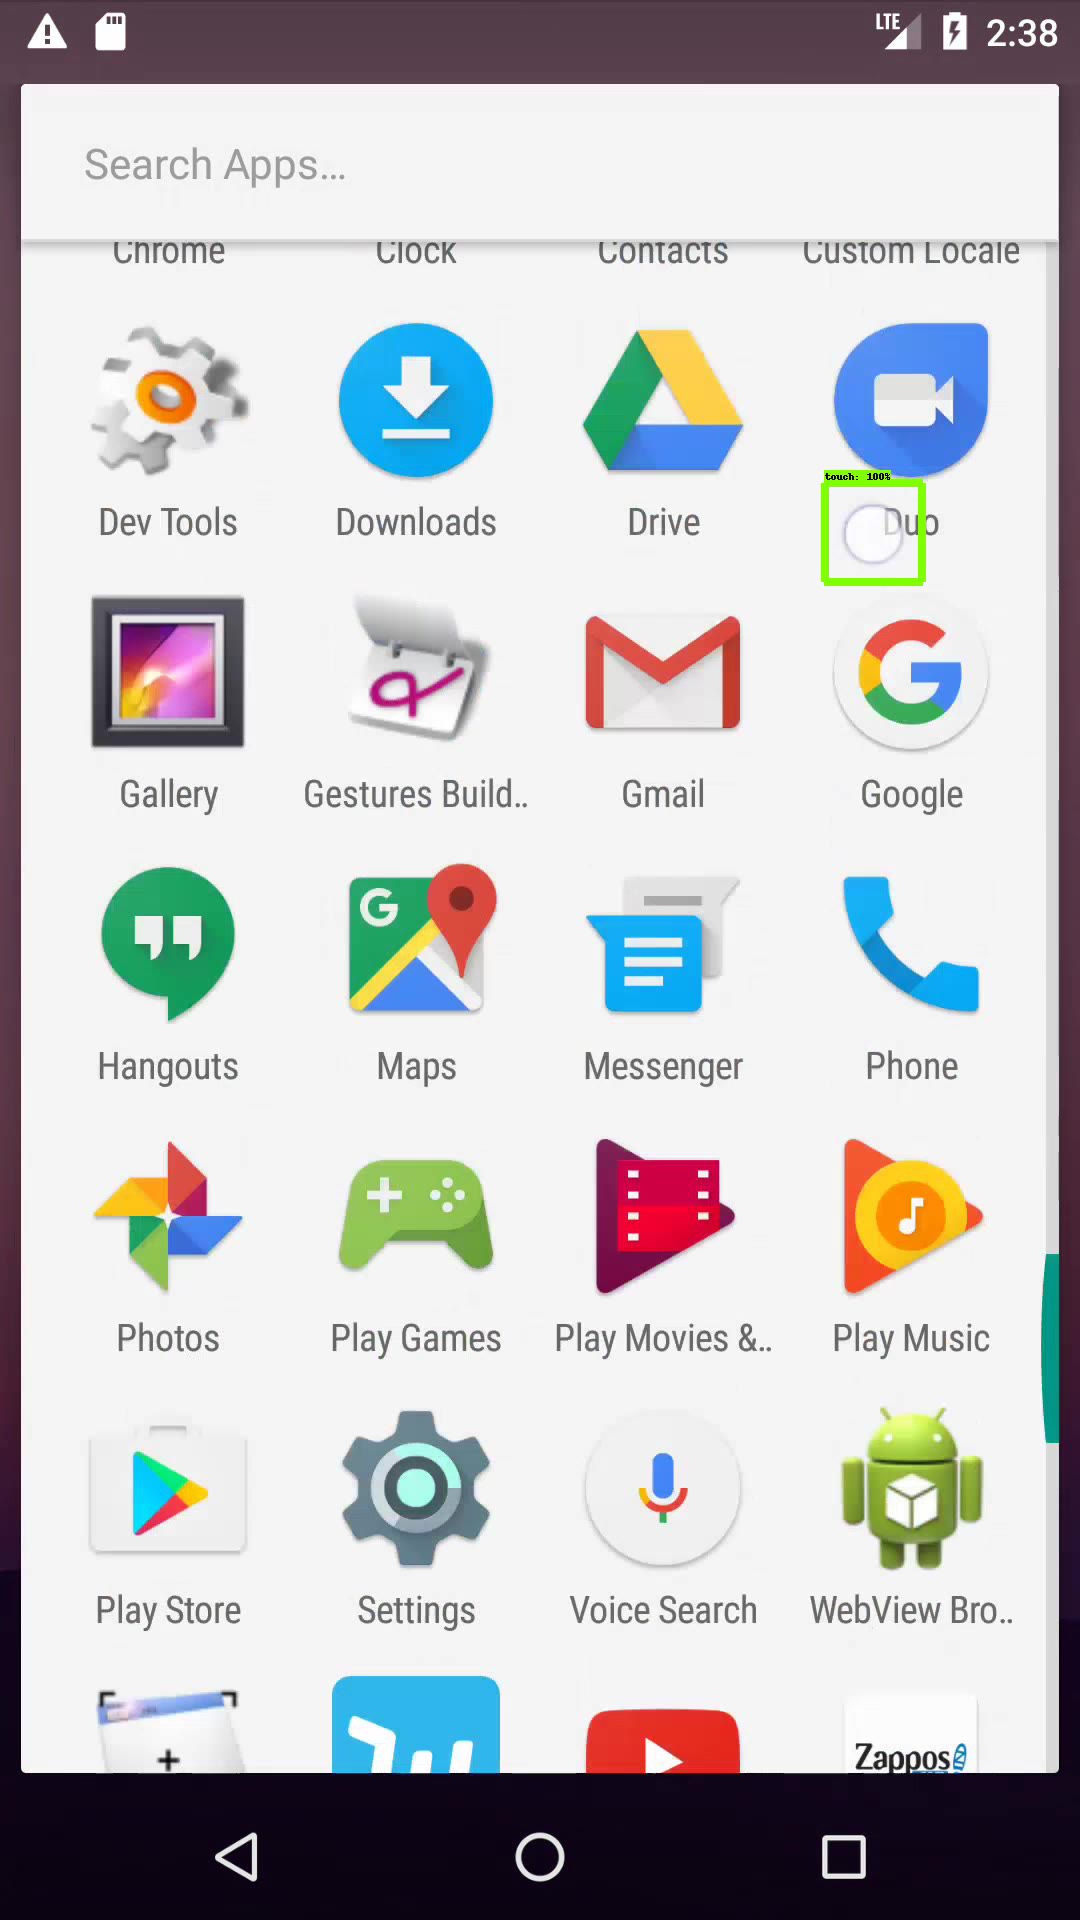 LTE 2:38
Search Apps...
Chrome Clock Contacts Custom Locale
touch: 100%
Dev Tools Downloads Drive Duo
Gallery Gestures Build.. Gmail Google
G
Hangouts Maps Messenger Phone
Photos Play Games Play Movies &.. Play Music
Play Store Settings Voice Search WebView Bro..
Zappos